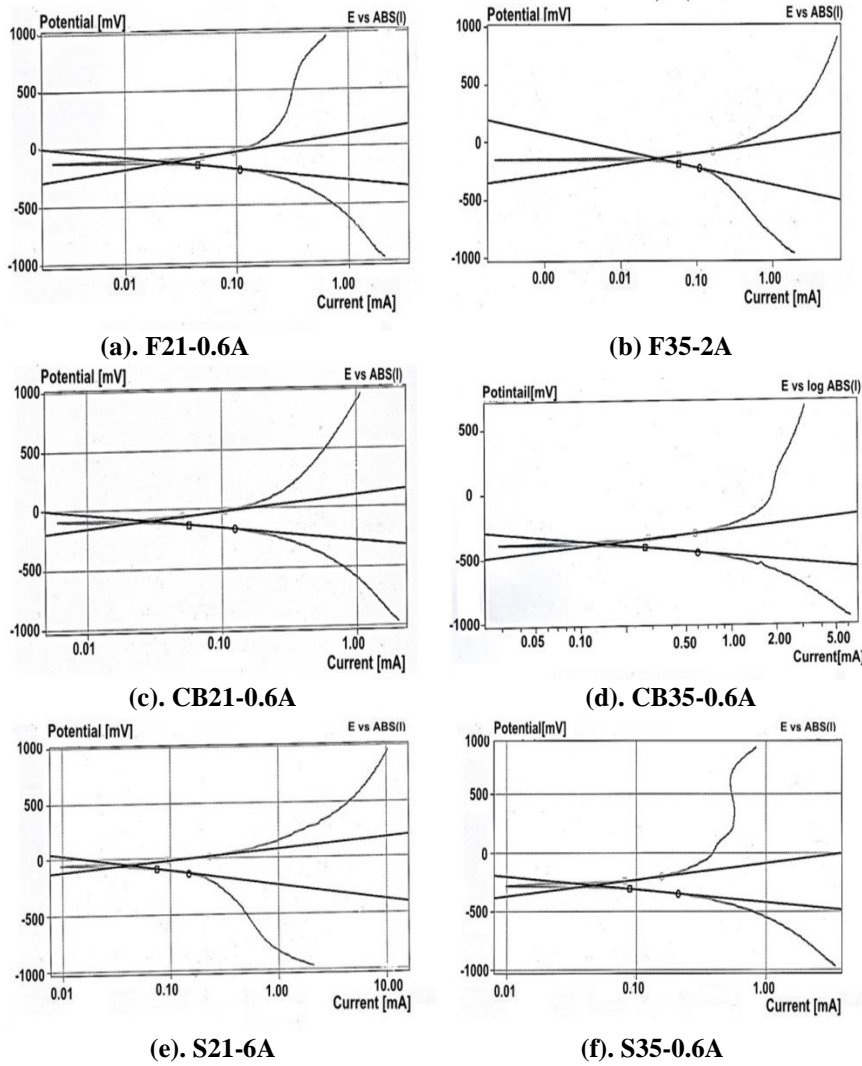 Potential [mV] E vs ABS(I)
1000
500
0
-500
-1000
0.01 0.10 1.00
Current [mA]
(a). F21-0.6A
Potential [mV] E vs ABS(I)
1000
500
0
-500
-1000
0.00 0.01 0.10 1.00
Current [mA]
(b) F35-2A
Potential [mV] E vs ABS(I)
1000
500
0
-500
-1000
0.01 0.10 1.00
Current [mA]
(c). CB21-0.6A
Potintail[mV] E vs log ABS(I)
500
0
-500
-1000
0.05 0.10 0.50 1.00 2.00 5.00
Current[mA]
(d). CB35-0.6A
Potential [mV] E vs ABS(I)
1000
500
0
-500
-1000
0.01 0.10 1.00 10.00
Current [mA]
(e). S21-6A
Potential[mV] E vs ABS(I)
1000
500
0
-500
-1000
0.01 0.10 1.00
Current [mA]
(f). S35-0.6A